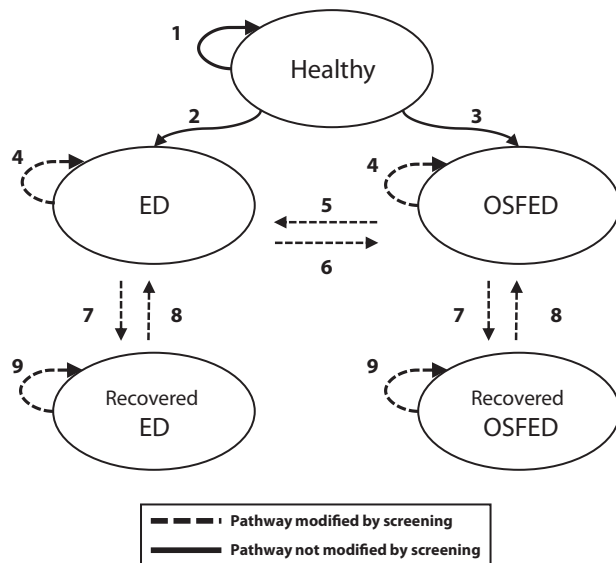 1
Healthy
2
3
4
ED
4
OSFED
5
6
7
8
7
8
9
Recovered
ED
9
Recovered
OSFED
Pathway modified by screening
Pathway not modified by screening